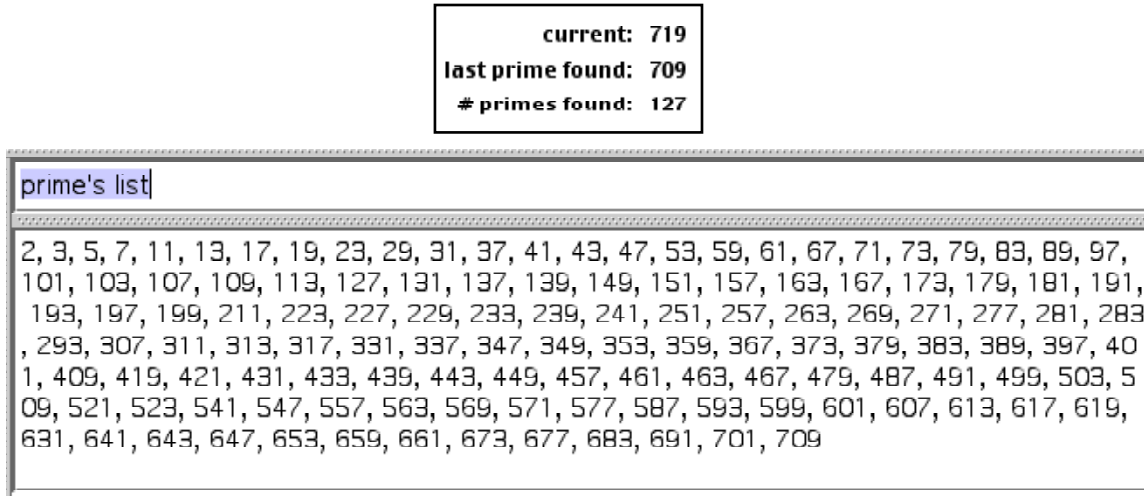 current: 719
last prime found: 709
# primes found: 127
prime's list
2, 3, 5, 7, 11, 13, 17, 19, 23, 29, 31, 37, 41, 43, 47, 53, 59, 61, 67, 71, 73, 79, 83, 89, 97,
101, 103, 107, 109, 113, 127, 131, 137, 139, 149, 151, 157, 163, 167, 173, 179, 181, 191,
193, 197, 199, 211, 223, 227, 229, 233, 239, 241, 251, 257, 263, 269, 271, 277, 281, 283
, 293, 307, 311, 313, 317, 331, 337, 347, 349, 353, 359, 367, 373, 379, 383, 389, 397, 40
1, 409, 419, 421, 431, 433, 439, 443, 449, 457, 461, 463, 467, 479, 487, 491, 499, 503, 5
09, 521, 523, 541, 547, 557, 563, 569, 571, 577, 587, 593, 599, 601, 607, 613, 617, 619,
631, 641, 643, 647, 653, 659, 661, 673, 677, 683, 691, 701, 709